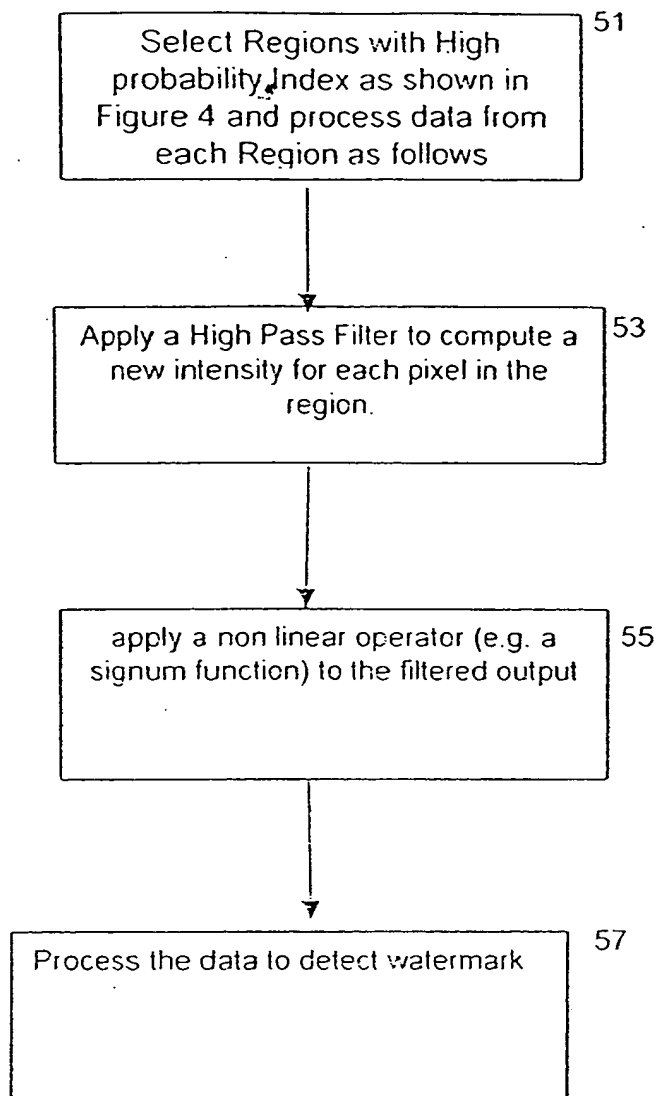 Select Regions with High
probability Index as shown in
Figure 4 and process data from
each Region as follows
51
Apply a High Pass Filter to compute a
new intensity for each pixel in the
region.
53
apply a non linear operator (e.g. a
signum function) to the filtered output
55
Process the data to detect watermark
57